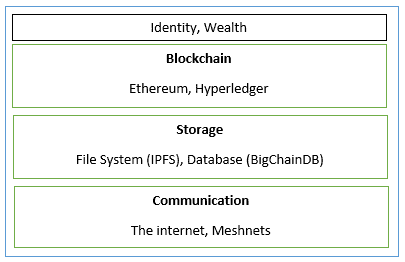 Identity, Wealth
Blockchain
Ethereum, Hyperledger
Storage
File System (IPFS), Database (BigChainDB)
Communication
The internet, Meshnets